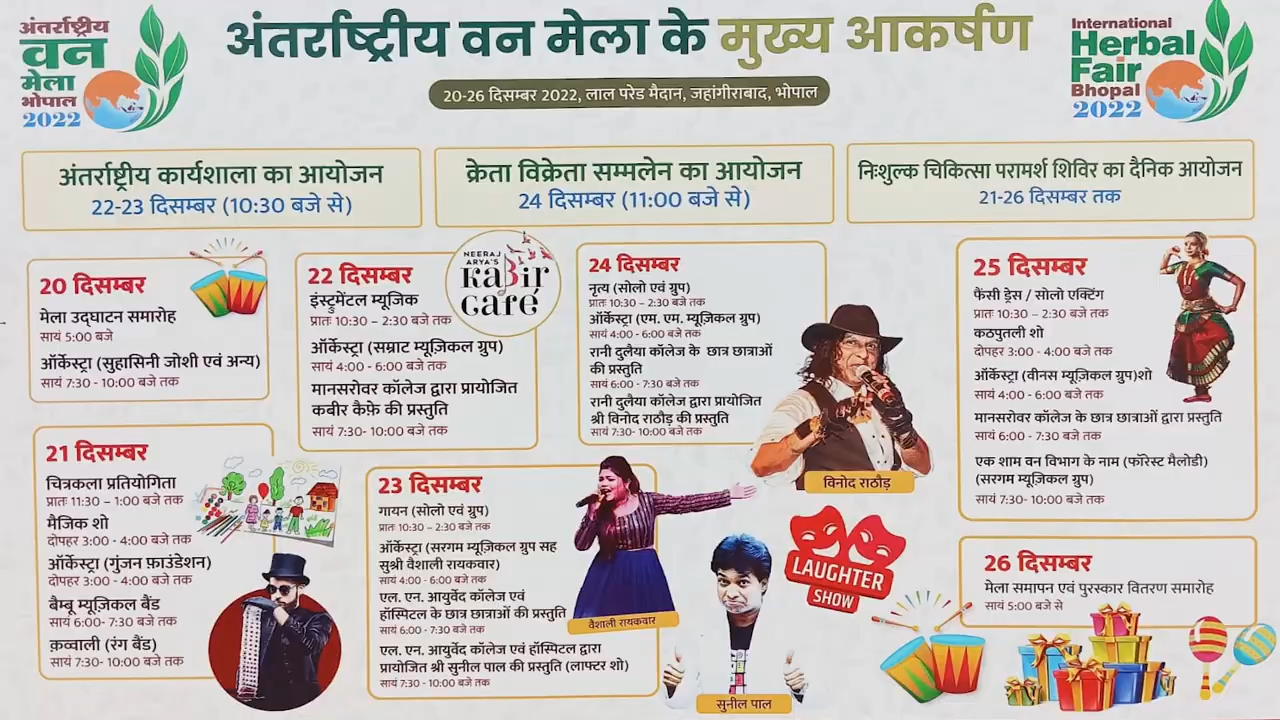 अंतर्राष्ट्रीय
वन
मेला
भोपाल
2022
अंतर्राष्ट्रीय वन मेला के मुख्य आकर्षण
20-26 दिसम्बर 2022, लाल परेड मैदान, जहांगीराबाद, भोपाल
International
Herbal
Fair
Bhopal
2022
अंतर्राष्ट्रीय कार्यशाला का आयोजन
22-23 दिसम्बर (10:30 बजे से)
क्रेता विक्रेता सम्मलेन का आयोजन
24 दिसम्बर (11:00 बजे से)
निःशुल्क चिकित्सा परामर्श शिविर का दैनिक आयोजन
21-26 दिसम्बर तक
20 दिसम्बर
मेला उद्घाटन समारोह
सायं 5:00 बजे
ऑर्केस्ट्रा (सुहासिनी जोशी एवं अन्य)
सायं 7:30 - 10:00 बजे तक
21 दिसम्बर
चित्रकला प्रतियोगिता
प्रातः 11:30 – 1:00 बजे तक
मैजिक शो
दोपहर 3:00 - 4:00 बजे तक
ऑर्केस्ट्रा (गुंजन फ़ाउंडेशन)
दोपहर 3:00 - 4:00 बजे तक
बैम्बू म्यूज़िकल बैंड
सायं 6:00- 7:30 बजे तक
क़व्वाली (रंग बैंड)
सायं 7:30- 10:00 बजे तक
22 दिसम्बर
इंस्ट्रुमेंटल म्यूजिक
प्रातः 10:30 – 2:30 बजे तक
ऑर्केस्ट्रा (सम्राट म्यूज़िकल ग्रुप)
सायं 4:00 - 6:00 बजे तक
मानसरोवर कॉलेज द्वारा प्रायोजित
कबीर कैफ़े की प्रस्तुति
सायं 7:30- 10:00 बजे तक
NEERAJ
ARYA'S
KaBir
café
23 दिसम्बर
गायन (सोलो एवं ग्रुप)
प्रातः 10:30 – 2:30 बजे तक
ऑर्केस्ट्रा (सरगम म्यूज़िकल ग्रुप सह
सुश्री वैशाली रायकवार)
सायं 4:00 - 6:00 बजे तक
एल. एन. आयुर्वेद कॉलेज एवं
हॉस्पिटल के छात्र छात्राओं की प्रस्तुति
सायं 6:00 - 7:30 बजे तक
एल. एन. आयुर्वेद कॉलेज एवं हॉस्पिटल द्वारा
प्रायोजित श्री सुनील पाल की प्रस्तुति (लाफ्टर शो)
सायं 7:30 - 10:00 बजे तक
वैशाली रायकवार
24 दिसम्बर
नृत्य (सोलो एवं ग्रुप)
प्रातः 10:30 – 2:30 बजे तक
ऑर्केस्ट्रा (एम. एम. म्यूज़िकल ग्रुप)
सायं 4:00 - 6:00 बजे तक
रानी दुलैया कॉलेज के छात्र छात्राओं
की प्रस्तुति
सायं 6:00 - 7:30 बजे तक
रानी दुलैया कॉलेज द्वारा प्रायोजित
श्री विनोद राठौड़ की प्रस्तुति
सायं 7:30- 10:00 बजे तक
विनोद राठौड़
LAUGHTER
SHOW
सुनील पाल
25 दिसम्बर
फैंसी ड्रेस / सोलो एक्टिंग
प्रातः 10:30 – 2:30 बजे तक
कठपुतली शो
दोपहर 3:00 - 4:00 बजे तक
ऑर्केस्ट्रा (वीनस म्यूज़िकल ग्रुप)शो
सायं 4:00 - 6:00 बजे तक
मानसरोवर कॉलेज के छात्र छात्राओं द्वारा प्रस्तुति
सायं 6:00 - 7:30 बजे तक
एक शाम वन विभाग के नाम (फॉरेस्ट मैलोडी)
(सरगम म्यूज़िकल ग्रुप)
सायं 7:30- 10:00 बजे तक
26 दिसम्बर
मेला समापन एवं पुरस्कार वितरण समारोह
सायं 5:00 बजे से